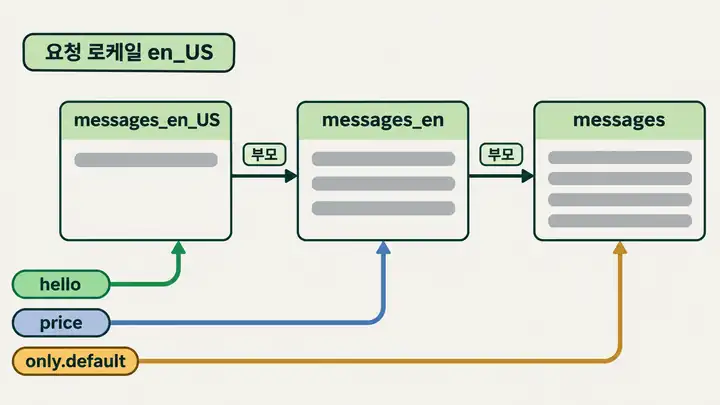 요청 로케일 en_US
messages_en_US
부모
messages_en
부모
messages
hello
price
only.default